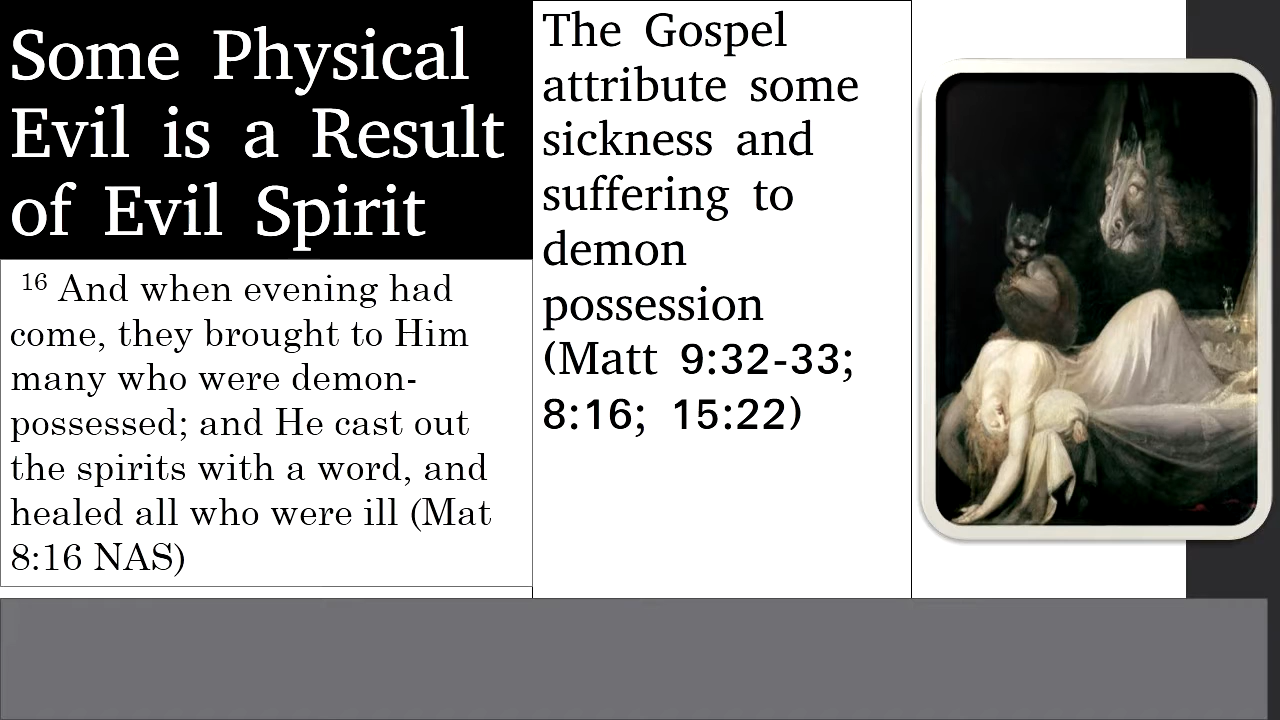 Some Physical
Evil is a Result
of Evil Spirit
16 And when evening had
come, they brought to Him
many who were demon-
possessed; and He cast out
the spirits with a word, and
healed all who were ill (Mat
8:16 NAS)
The Gospel
attribute some
sickness and
suffering to
demon
possession
(Matt 9:32-33;
8:16; 15:22)